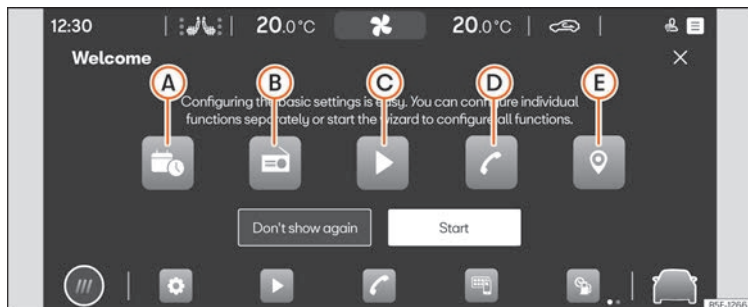 12:30 20.0°C 20.0°C
Welcome
A B C D E
Configuring the basic settings is easy. You can configure individual
functions separately or start the wizard to configure all functions.
Don't show again Start
BSF-1266